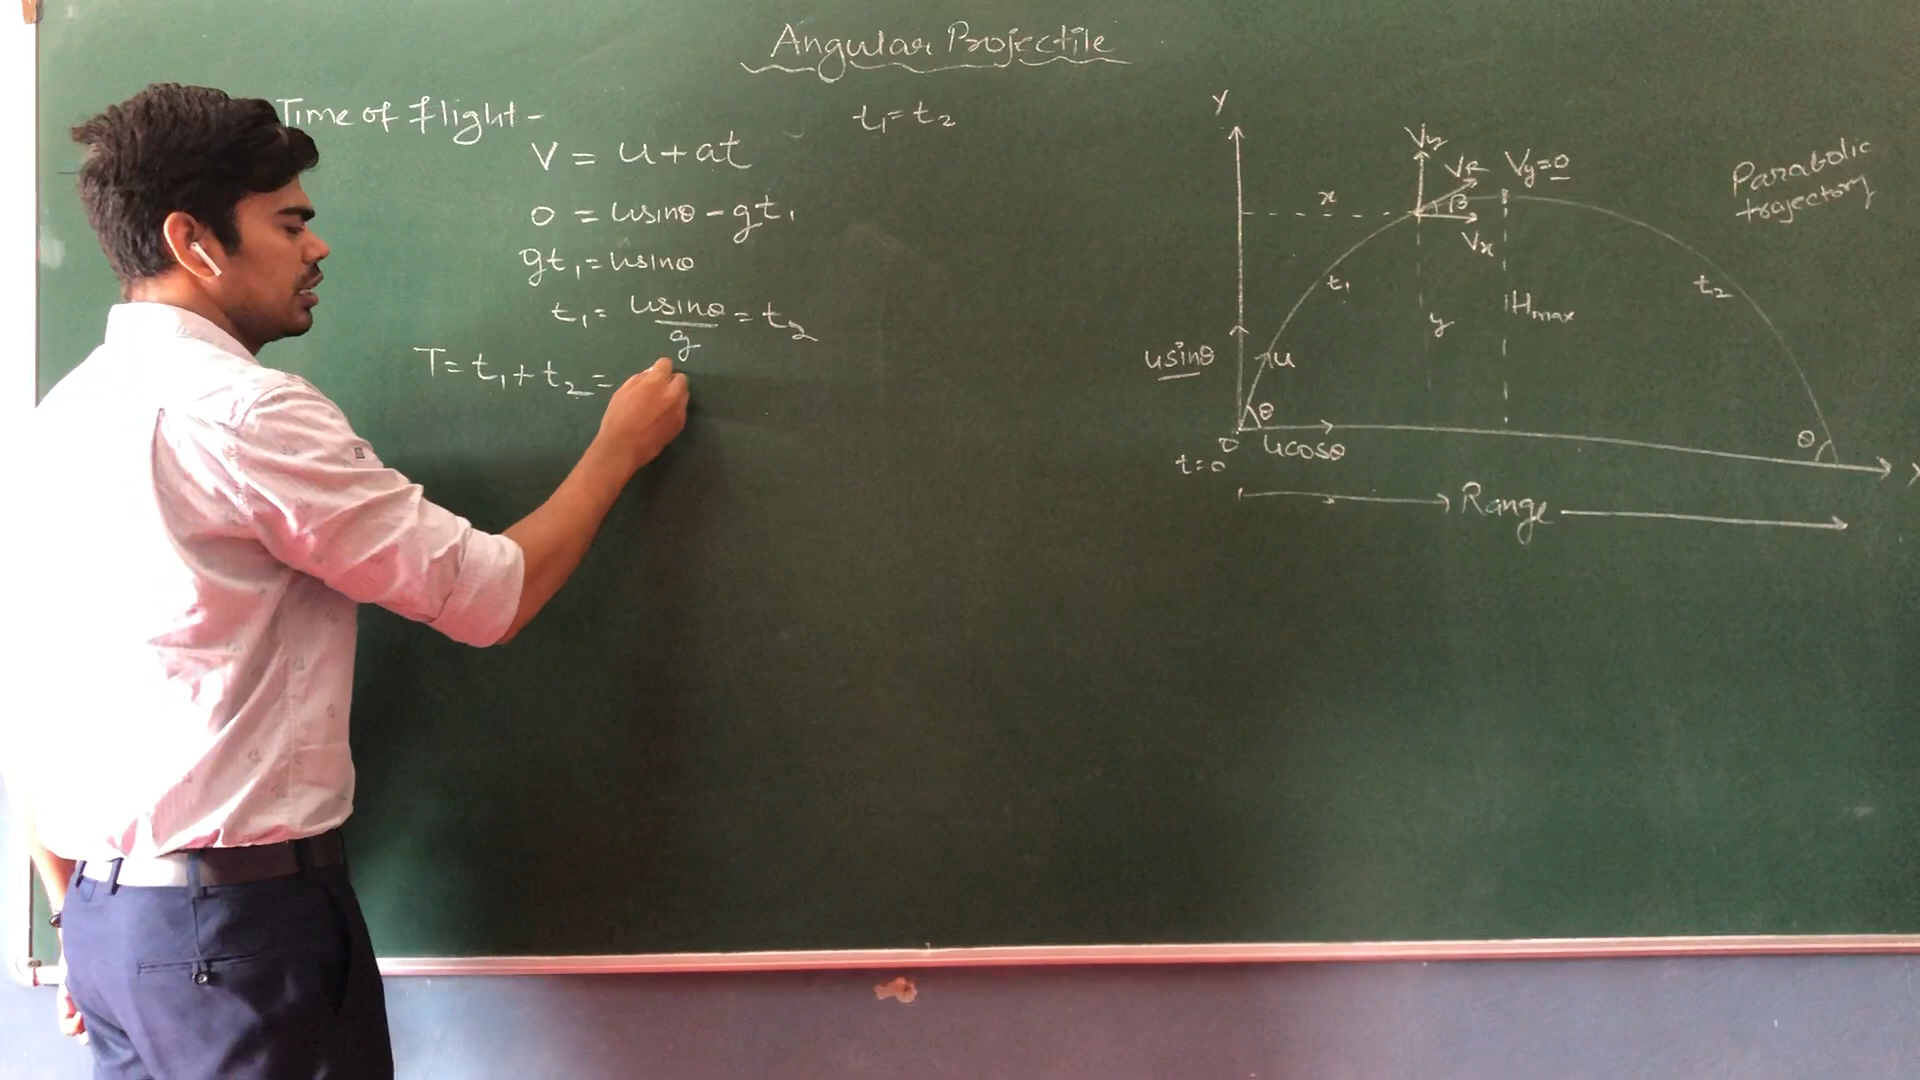 Angular Projectile
Time of flight-
t₁=t₂
V = u+at
0 = usinθ-gt₁
gt₁=usinθ
t₁= usinθ/g = t₂
T= t₁+t₂=
Y
Vy
VR
Vy=0
Parabolic
trajectory
x
β
Vx
t₁
t₂
Hmax
y
usinθ
u
θ
θ
0
ucosθ
t=0
X
Range